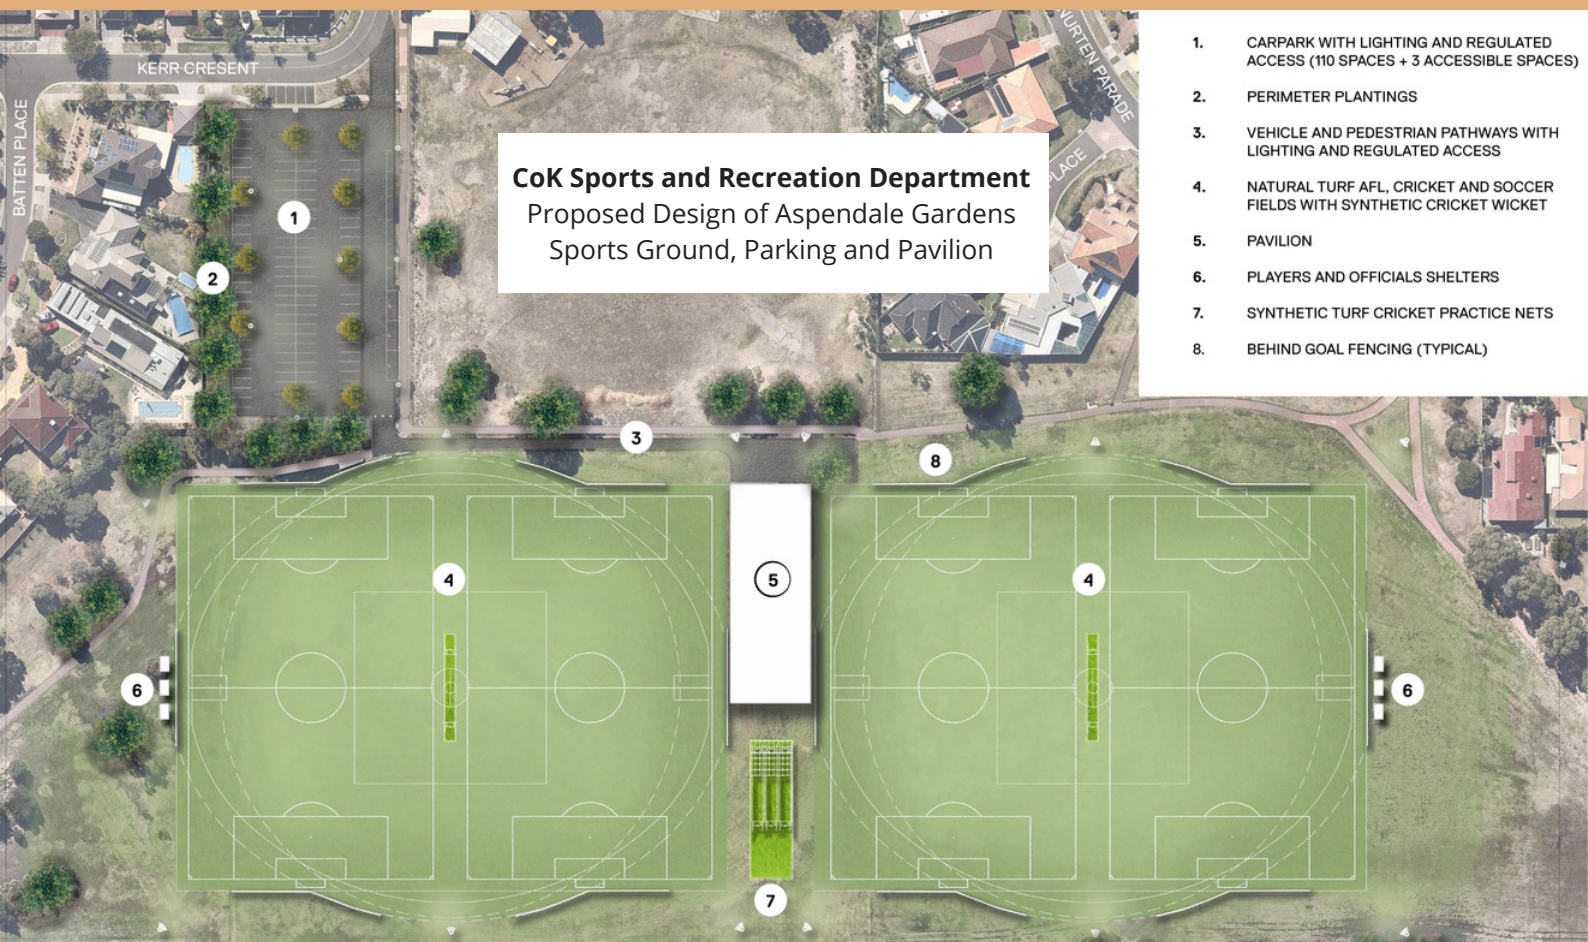 KERR CRESENT
BATTEN PLACE
NURTEN PARADE
PLACE
CoK Sports and Recreation Department
Proposed Design of Aspendale Gardens
Sports Ground, Parking and Pavilion
1. CARPARK WITH LIGHTING AND REGULATED
ACCESS (110 SPACES + 3 ACCESSIBLE SPACES)
2. PERIMETER PLANTINGS
3. VEHICLE AND PEDESTRIAN PATHWAYS WITH
LIGHTING AND REGULATED ACCESS
4. NATURAL TURF AFL, CRICKET AND SOCCER
FIELDS WITH SYNTHETIC CRICKET WICKET
5. PAVILION
6. PLAYERS AND OFFICIALS SHELTERS
7. SYNTHETIC TURF CRICKET PRACTICE NETS
8. BEHIND GOAL FENCING (TYPICAL)
1
2
3
8
4
5
4
6
6
7